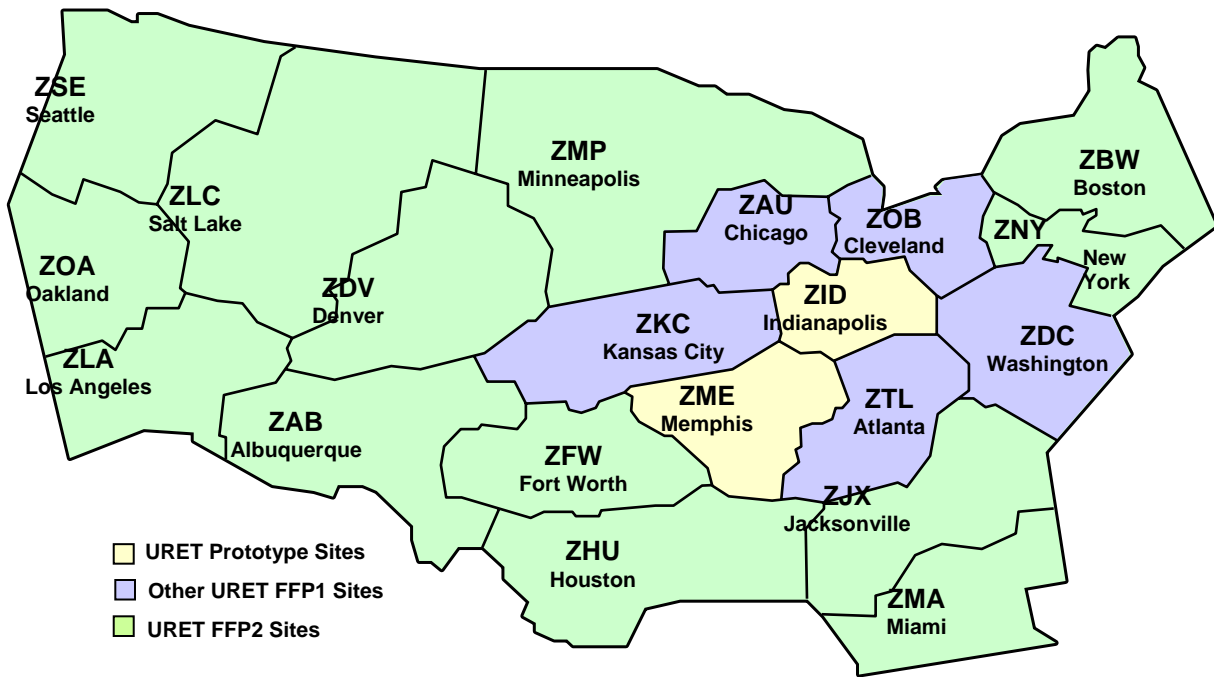 ZSE
Seattle
ZOA
Oakland
ZLA
Los Angeles
ZLC
Salt Lake
ZDV
Denver
ZAB
Albuquerque
ZMP
Minneapolis
ZAU
Chicago
ZOB
Cleveland
ZNY
New
York
ZBW
Boston
ZID
Indianapolis
ZKC
Kansas City
ZDC
Washington
ZME
Memphis
ZTL
Atlanta
ZFW
Fort Worth
ZJX
Jacksonville
ZHU
Houston
ZMA
Miami
URET Prototype Sites
Other URET FFP1 Sites
URET FFP2 Sites